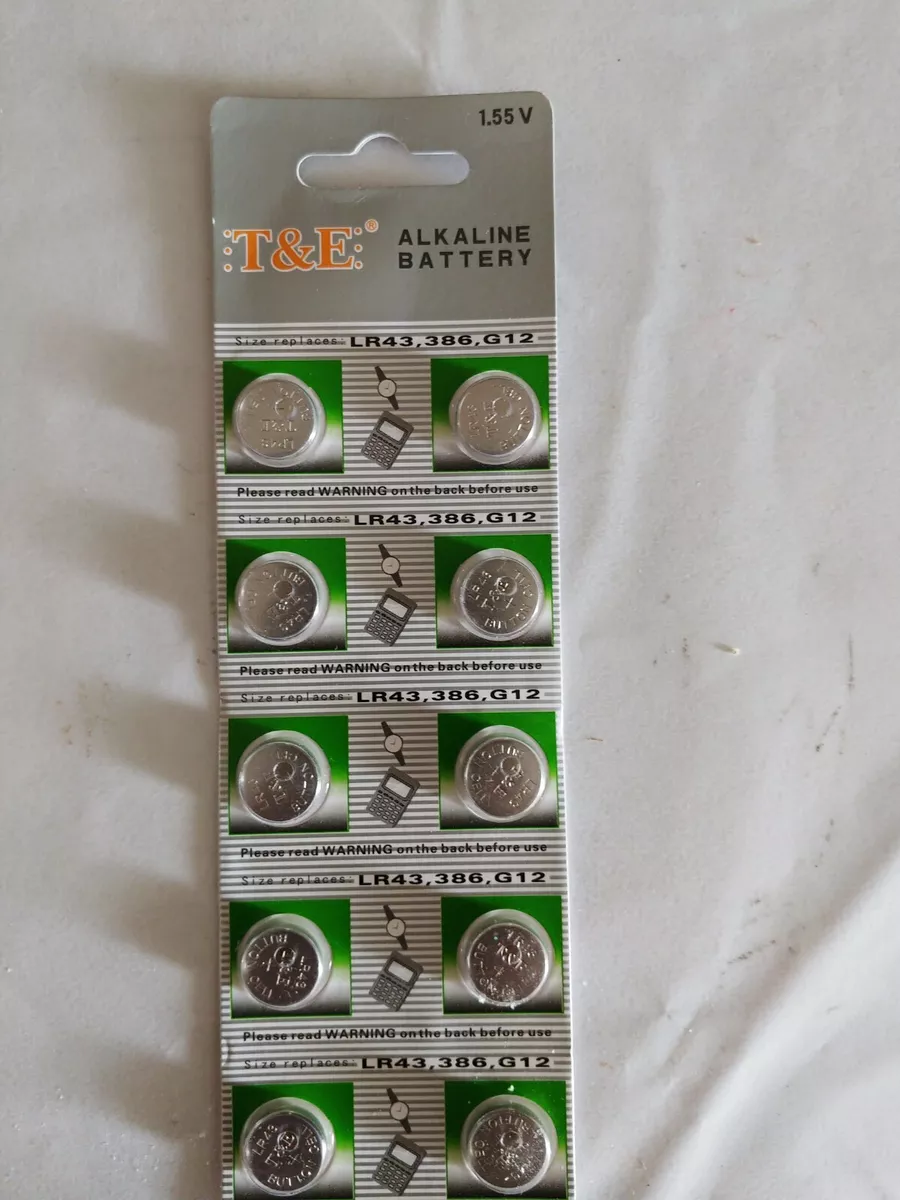 1.55 V
T&E®
ALKALINE
BATTERY
Size replaces: LR43,386,G12
Please read WARNING on the back before use
Size replaces: LR43,386,G12
Please read WARNING on the back before use
Size replaces: LR43,386,G12
Please read WARNING on the back before use
Size replaces: LR43,386,G12
Please read WARNING on the back before use
Size replaces: LR43,386,G12